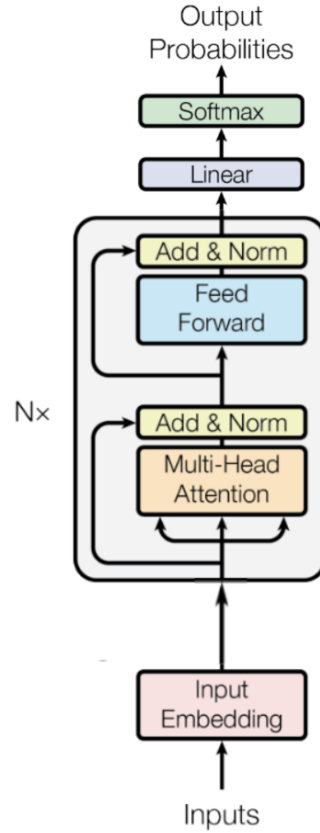 Output
Probabilities
Softmax
Linear
Add & Norm
Feed
Forward
Nx
Add & Norm
Multi-Head
Attention
Input
Embedding
Inputs